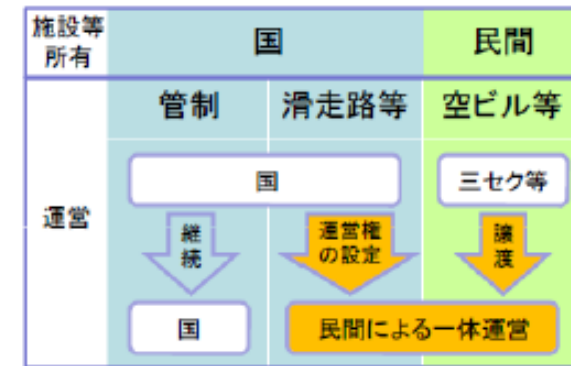 施設等
所有
国
民間
管制
滑走路等
空ビル等
運営
国
三セク等
継
続
運営権
の設定
譲
渡
国
民間による一体運営